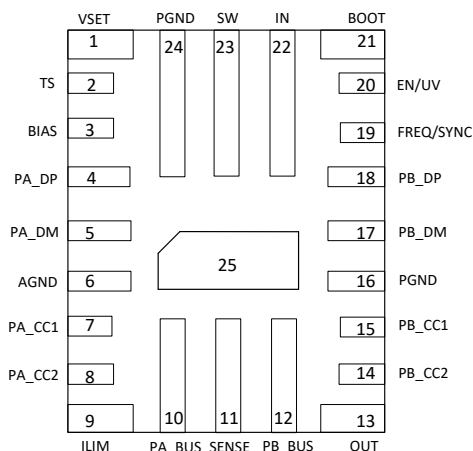 VSET PGND SW IN BOOT
1 24 23 22 21
TS 2 20 EN/UV
BIAS 3 19 FREQ/SYNC
PA_DP 4 18 PB_DP
PA_DM 5 17 PB_DM
25
AGND 6 16 PGND
PA_CC1 7 15 PB_CC1
PA_CC2 8 14 PB_CC2
9 10 11 12 13
ILIM PA_BUS SENSE PB_BUS OUT